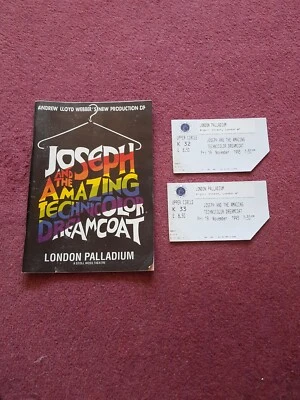 ANDREW LLOYD WEBBER'S NEW PRODUCTION OF
JOSEPH
AND THE
AMAZING
TECHNICOLOR
DREAMCOAT
LONDON PALLADIUM
LONDON PALLADIUM
UPPER CIRCLE
K 32
JOSEPH AND THE AMAZING
TECHNICOLOR DREAMCOAT
November
LONDON PALLADIUM
UPPER CIRCLE
K 33
JOSEPH AND THE AMAZING
TECHNICOLOR DREAMCOAT
November